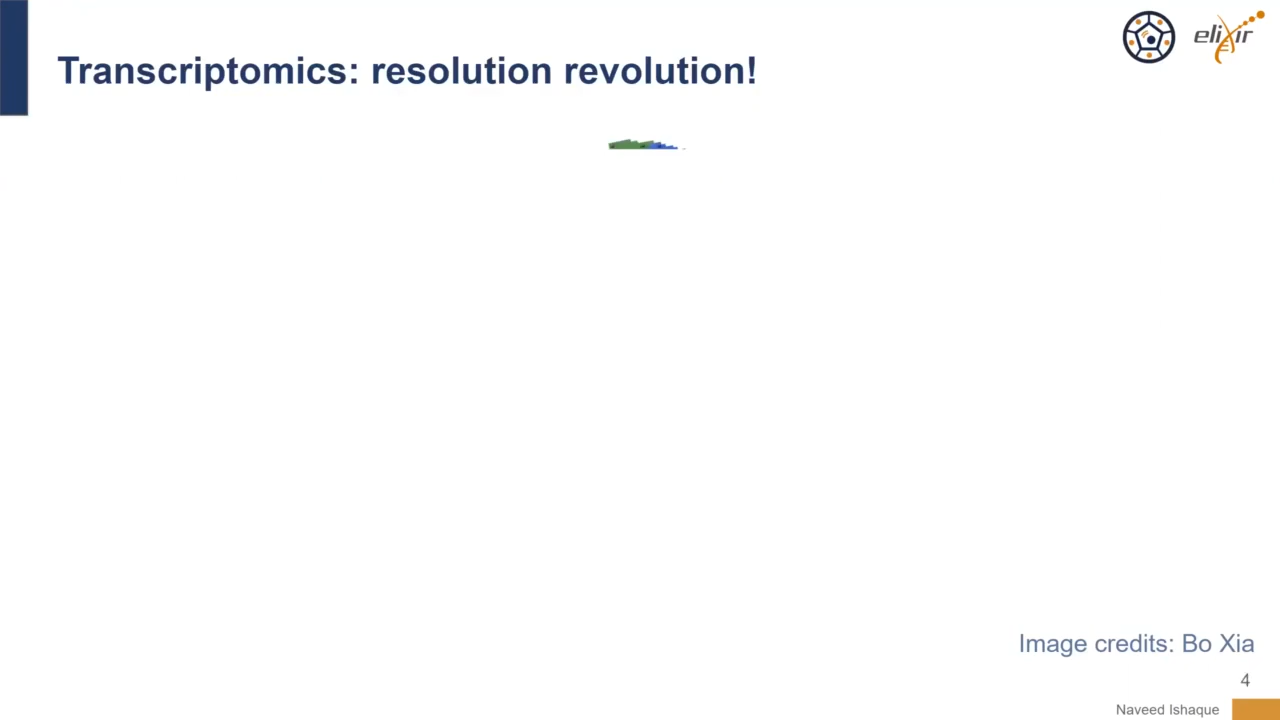 Transcriptomics: resolution revolution!
elixir
Image credits: Bo Xia
4
Naveed Ishaque